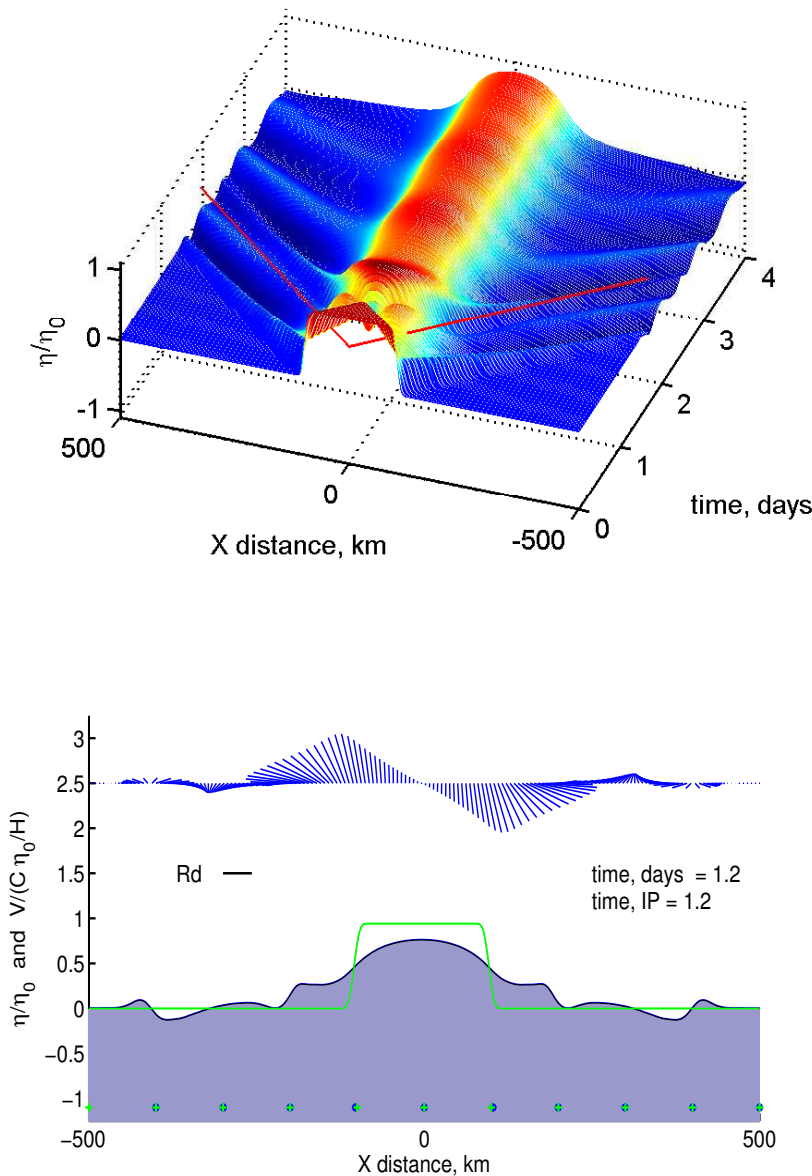 4
3
2
1
0
time, days
1
0
-1
η/η0
500
0
-500
X distance, km
3
2.5
2
1.5
1
0.5
0
−0.5
−1
η/η0 and V/(C η0/H)
Rd
time, days = 1.2
time, IP = 1.2
−500
0
500
X distance, km